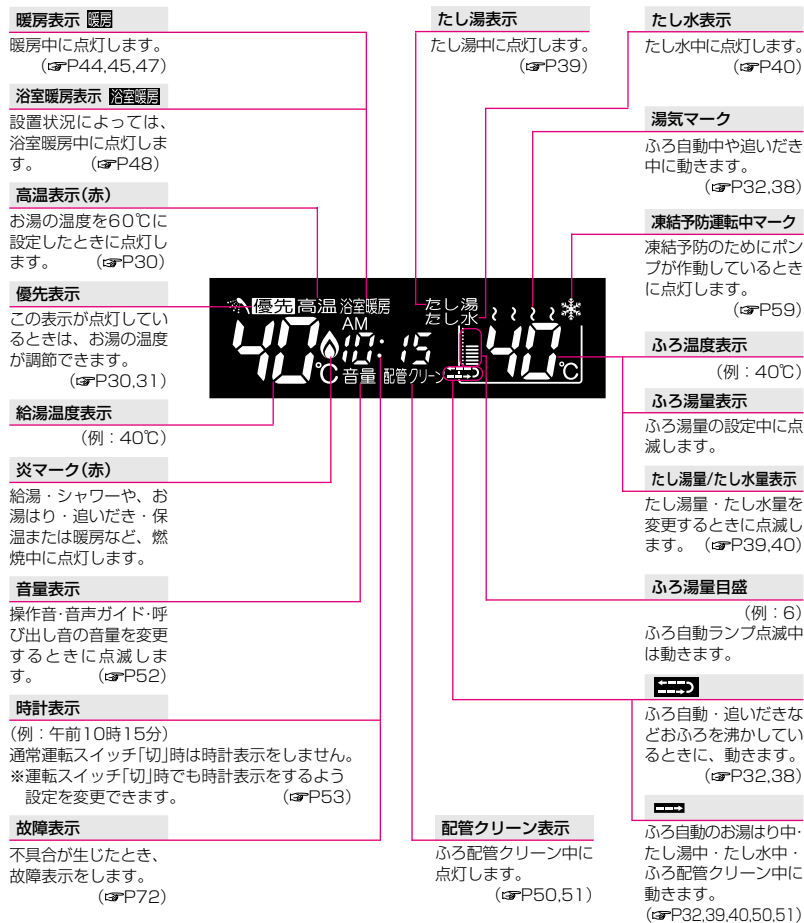 暖房表示 暖房
暖房中に点灯します。
(☞P44,45,47)
浴室暖房表示 浴室暖房
設置状況によっては、
浴室暖房中に点灯しま
す。 (☞P48)
高温表示(赤)
お湯の温度を60℃に
設定したときに点灯し
ます。 (☞P30)
優先表示
この表示が点灯してい
るときは、お湯の温度
が調節できます。
(☞P30,31)
給湯温度表示
(例:40℃)
炎マーク(赤)
給湯・シャワーや、お
湯はり・追いだき・保
温または暖房など、燃
焼中に点灯します。
音量表示
操作音・音声ガイド・呼
び出し音の音量を変更
するときに点滅しま
す。 (☞P52)
時計表示
(例:午前10時15分)
通常運転スイッチ「切」時は時計表示をしません。
※運転スイッチ「切」時でも時計表示をするよう
設定を変更できます。 (☞P53)
故障表示
不具合が生じたとき、
故障表示をします。
(☞P72)
たし湯表示
たし湯中に点灯します。
(☞P39)
優先 高温 浴室暖房 たし湯
AM たし水
40℃ 10:15 40℃
音量 配管クリーン
配管クリーン表示
ふろ配管クリーン中に
点灯します。
(☞P50,51)
たし水表示
たし水中に点灯します。
(☞P40)
湯気マーク
ふろ自動中や追いだき
中に動きます。
(☞P32,38)
凍結予防運転中マーク
凍結予防のためにポン
プが作動しているとき
に点灯します。
(☞P59)
ふろ温度表示
(例:40℃)
ふろ湯量表示
ふろ湯量の設定中に点
滅します。
たし湯量/たし水量表示
たし湯量・たし水量を
変更するときに点滅し
ます。 (☞P39,40)
ふろ湯量目盛
(例:6)
ふろ自動ランプ点滅中
は動きます。
ふろ自動・追いだきな
どおふろを沸かしてい
るときに、動きます。
(☞P32,38)
ふろ自動のお湯はり中・
たし湯中・たし水中・
ふろ配管クリーン中に
動きます。
(☞P32,39,40,50,51)